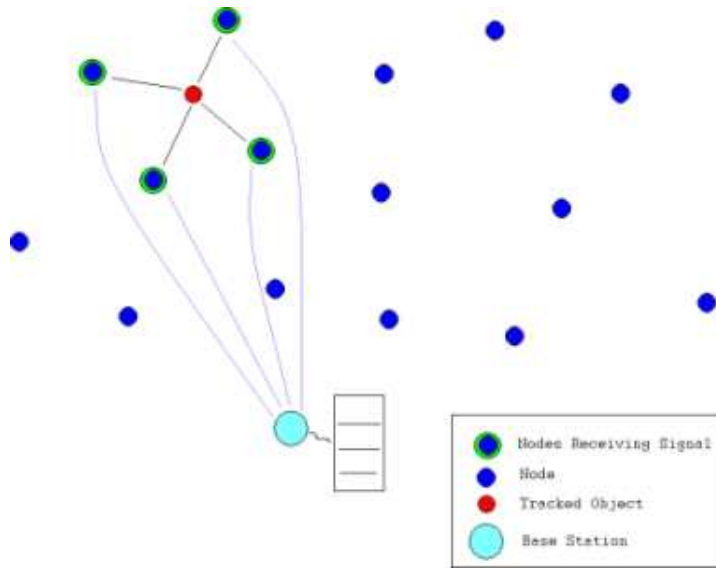 Nodes Receiving Signal
Node
Tracked Object
Base Station